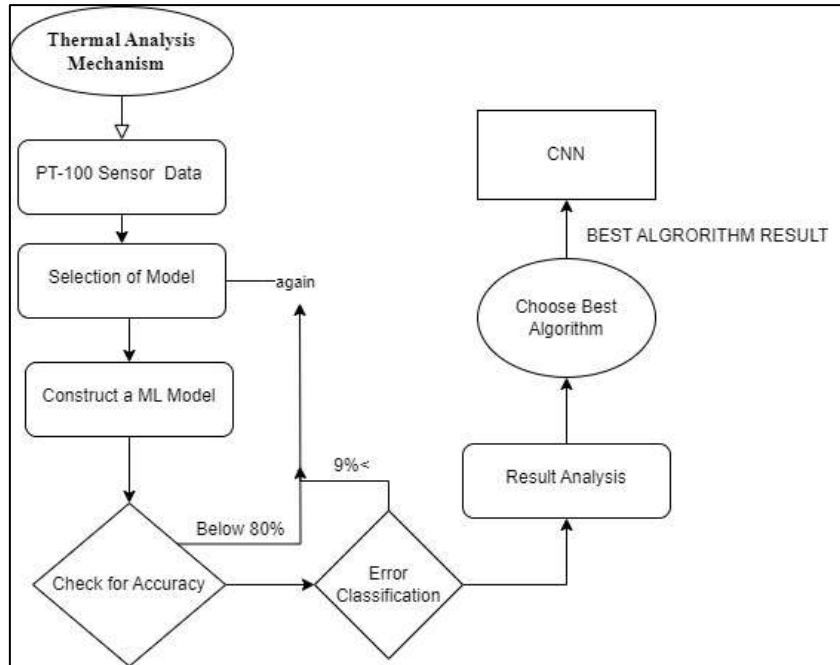 Thermal Analysis
Mechanism
PT-100 Sensor Data
Selection of Model
again
Construct a ML Model
Check for Accuracy
Below 80%
9%<
Error
Classification
Result Analysis
Choose Best
Algorithm
BEST ALGRORITHM RESULT
CNN